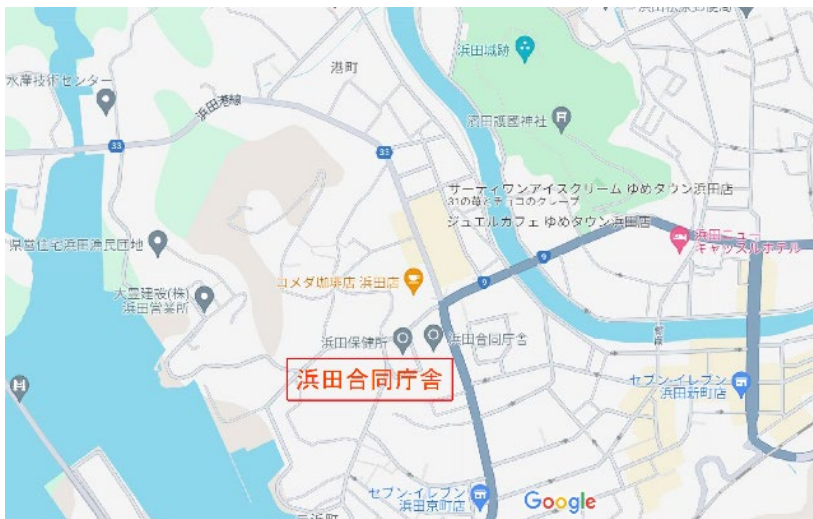 浜田城跡
港町
水産技術センター
浜田港線
33
33
濱田護國神社
サーティワンアイスクリーム ゆめタウン浜田店
31の苺とチョコのクレープ
ジュエルカフェ ゆめタウン浜田店
浜田ニュー
キャッスルホテル
県営住宅浜田漁民団地
9
9
コメダ珈琲店 浜田店
大豊建設(株)
浜田営業所
浜田保健所
浜田合同庁舎
浜田合同庁舎
セブン-イレブン
浜田新町店
セブン-イレブン
浜田京町店
Google